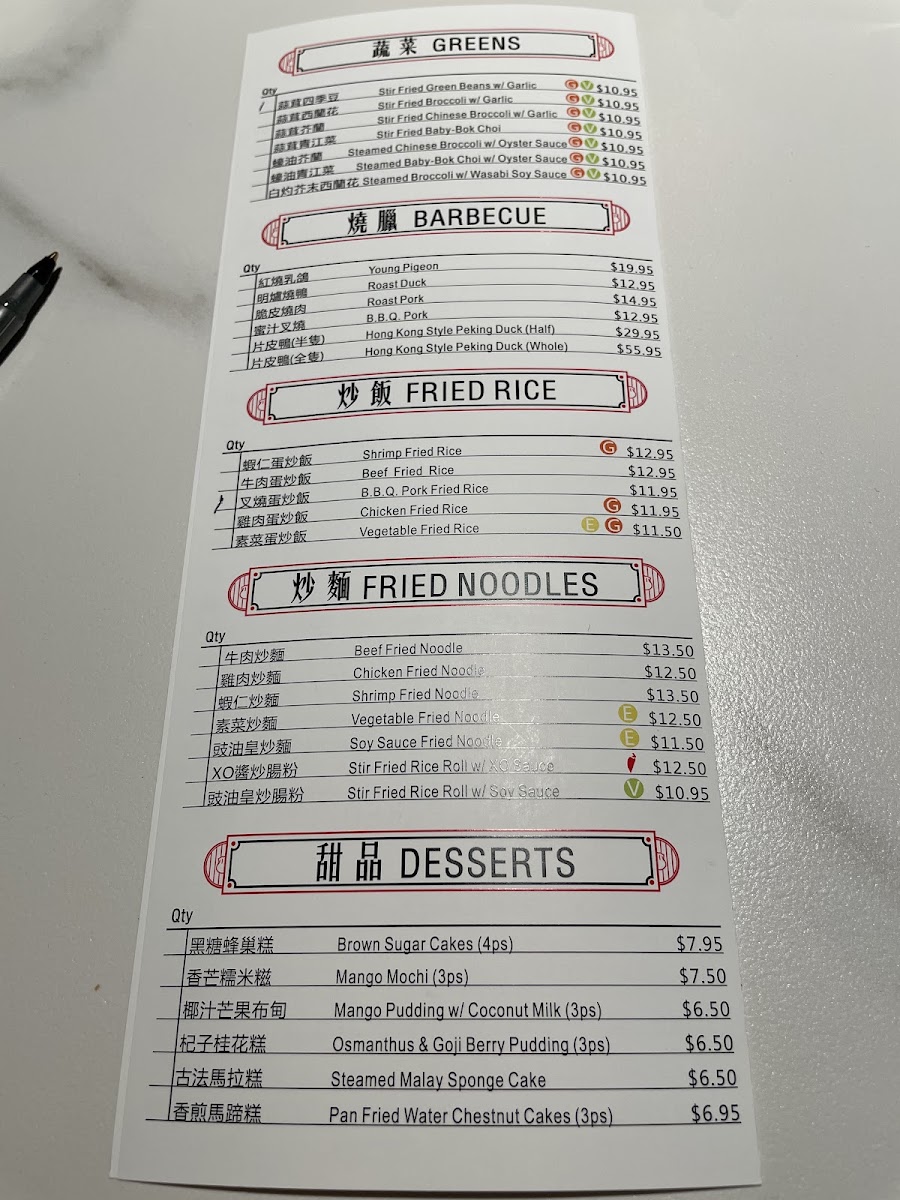 蔬菜 GREENS
Qty
蒜茸四季豆 Stir Fried Green Beans w/ Garlic G V $10.95
蒜茸西蘭花 Stir Fried Broccoli w/ Garlic G V $10.95
蒜茸芥蘭 Stir Fried Chinese Broccoli w/ Garlic G V $10.95
蒜茸青江菜 Stir Fried Baby-Bok Choi G V $10.95
蠔油芥蘭 Steamed Chinese Broccoli w/ Oyster Sauce G V $10.95
蠔油青江菜 Steamed Baby-Bok Choi w/ Oyster Sauce G V $10.95
白灼芥末西蘭花 Steamed Broccoli w/ Wasabi Soy Sauce G V $10.95
燒臘 BARBECUE
Qty
紅燒乳鴿 Young Pigeon $19.95
明爐燒鴨 Roast Duck $12.95
脆皮燒肉 Roast Pork $14.95
蜜汁叉燒 B.B.Q. Pork $12.95
片皮鴨(半隻) Hong Kong Style Peking Duck (Half) $29.95
片皮鴨(全隻) Hong Kong Style Peking Duck (Whole) $55.95
炒飯 FRIED RICE
Qty
蝦仁蛋炒飯 Shrimp Fried Rice G $12.95
牛肉蛋炒飯 Beef Fried Rice $12.95
叉燒蛋炒飯 B.B.Q. Pork Fried Rice $11.95
雞肉蛋炒飯 Chicken Fried Rice G $11.95
素菜蛋炒飯 Vegetable Fried Rice E G $11.50
炒麵 FRIED NOODLES
Qty
牛肉炒麵 Beef Fried Noodle $13.50
雞肉炒麵 Chicken Fried Noodle $12.50
蝦仁炒麵 Shrimp Fried Noodle $13.50
素菜炒麵 Vegetable Fried Noodle E $12.50
豉油皇炒麵 Soy Sauce Fried Noodle E $11.50
XO醬炒腸粉 Stir Fried Rice Roll w/ XO Sauce $12.50
豉油皇炒腸粉 Stir Fried Rice Roll w/ Soy Sauce V $10.95
甜品 DESSERTS
Qty
黑糖蜂巢糕 Brown Sugar Cakes (4ps) $7.95
香芒糯米糍 Mango Mochi (3ps) $7.50
椰汁芒果布甸 Mango Pudding w/ Coconut Milk (3ps) $6.50
杞子桂花糕 Osmanthus & Goji Berry Pudding (3ps) $6.50
古法馬拉糕 Steamed Malay Sponge Cake $6.50
香煎馬蹄糕 Pan Fried Water Chestnut Cakes (3ps) $6.95